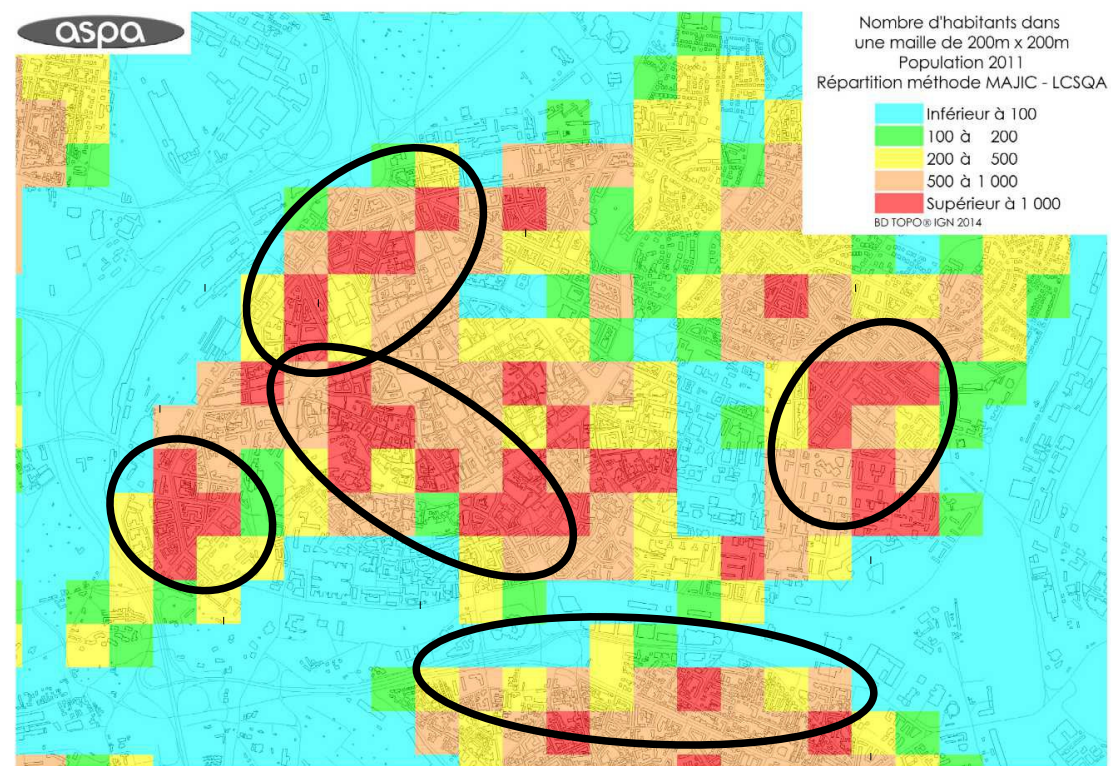 aspa
Nombre d'habitants dans
une maille de 200m x 200m
Population 2011
Répartition méthode MAJIC - LCSQA
Inférieur à 100
100 à 200
200 à 500
500 à 1 000
Supérieur à 1 000
BD TOPO® IGN 2014